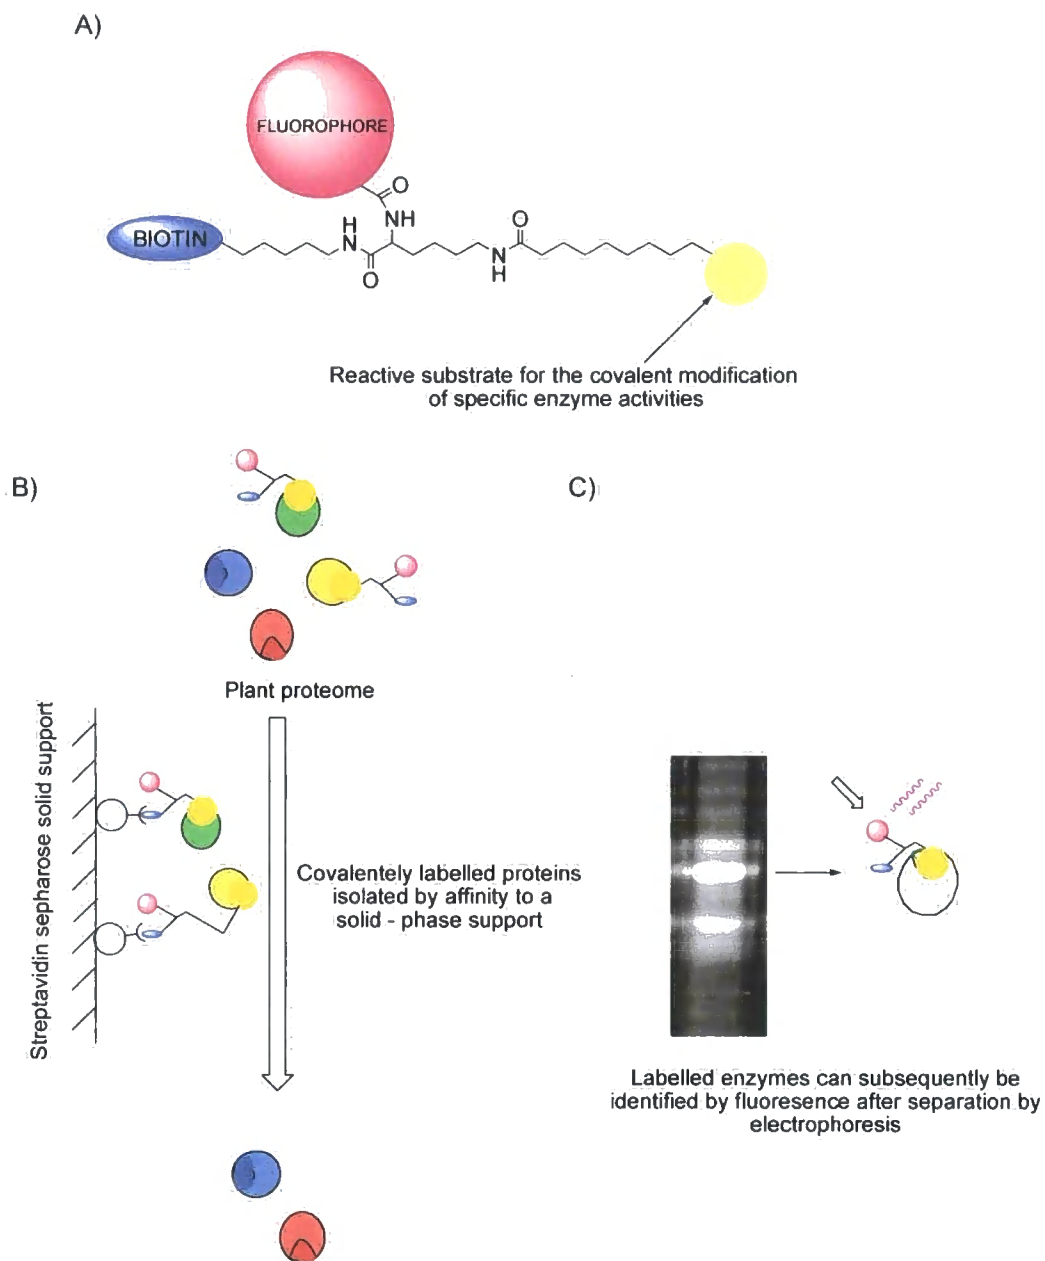 A)
FLUOROPHORE
O
NH
BIOTIN
H
N
O
O
N
H
Reactive substrate for the covalent modification
of specific enzyme activities
B)
Plant proteome
Streptavidin sepharose solid support
Covalentely labelled proteins
isolated by affinity to a
solid - phase support
C)
Labelled enzymes can subsequently be
identified by fluoresence after separation by
electrophoresis